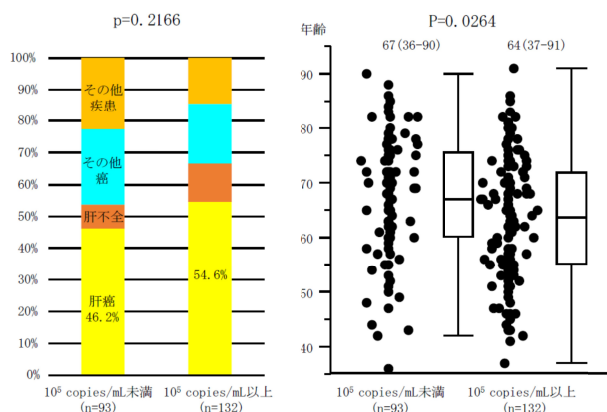 p=0.2166
100%
90%
80%
70%
60%
50%
40%
30%
20%
10%
0%
その他
疾患
その他
癌
肝不全
肝癌
46.2%
54.6%
10⁵ copies/mL未満
(n=93)
10⁵ copies/mL以上
(n=132)
P=0.0264
年齢
67(36-90)
64(37-91)
90
80
70
60
50
40
10⁵ copies/mL未満
(n=93)
10⁵ copies/mL以上
(n=132)